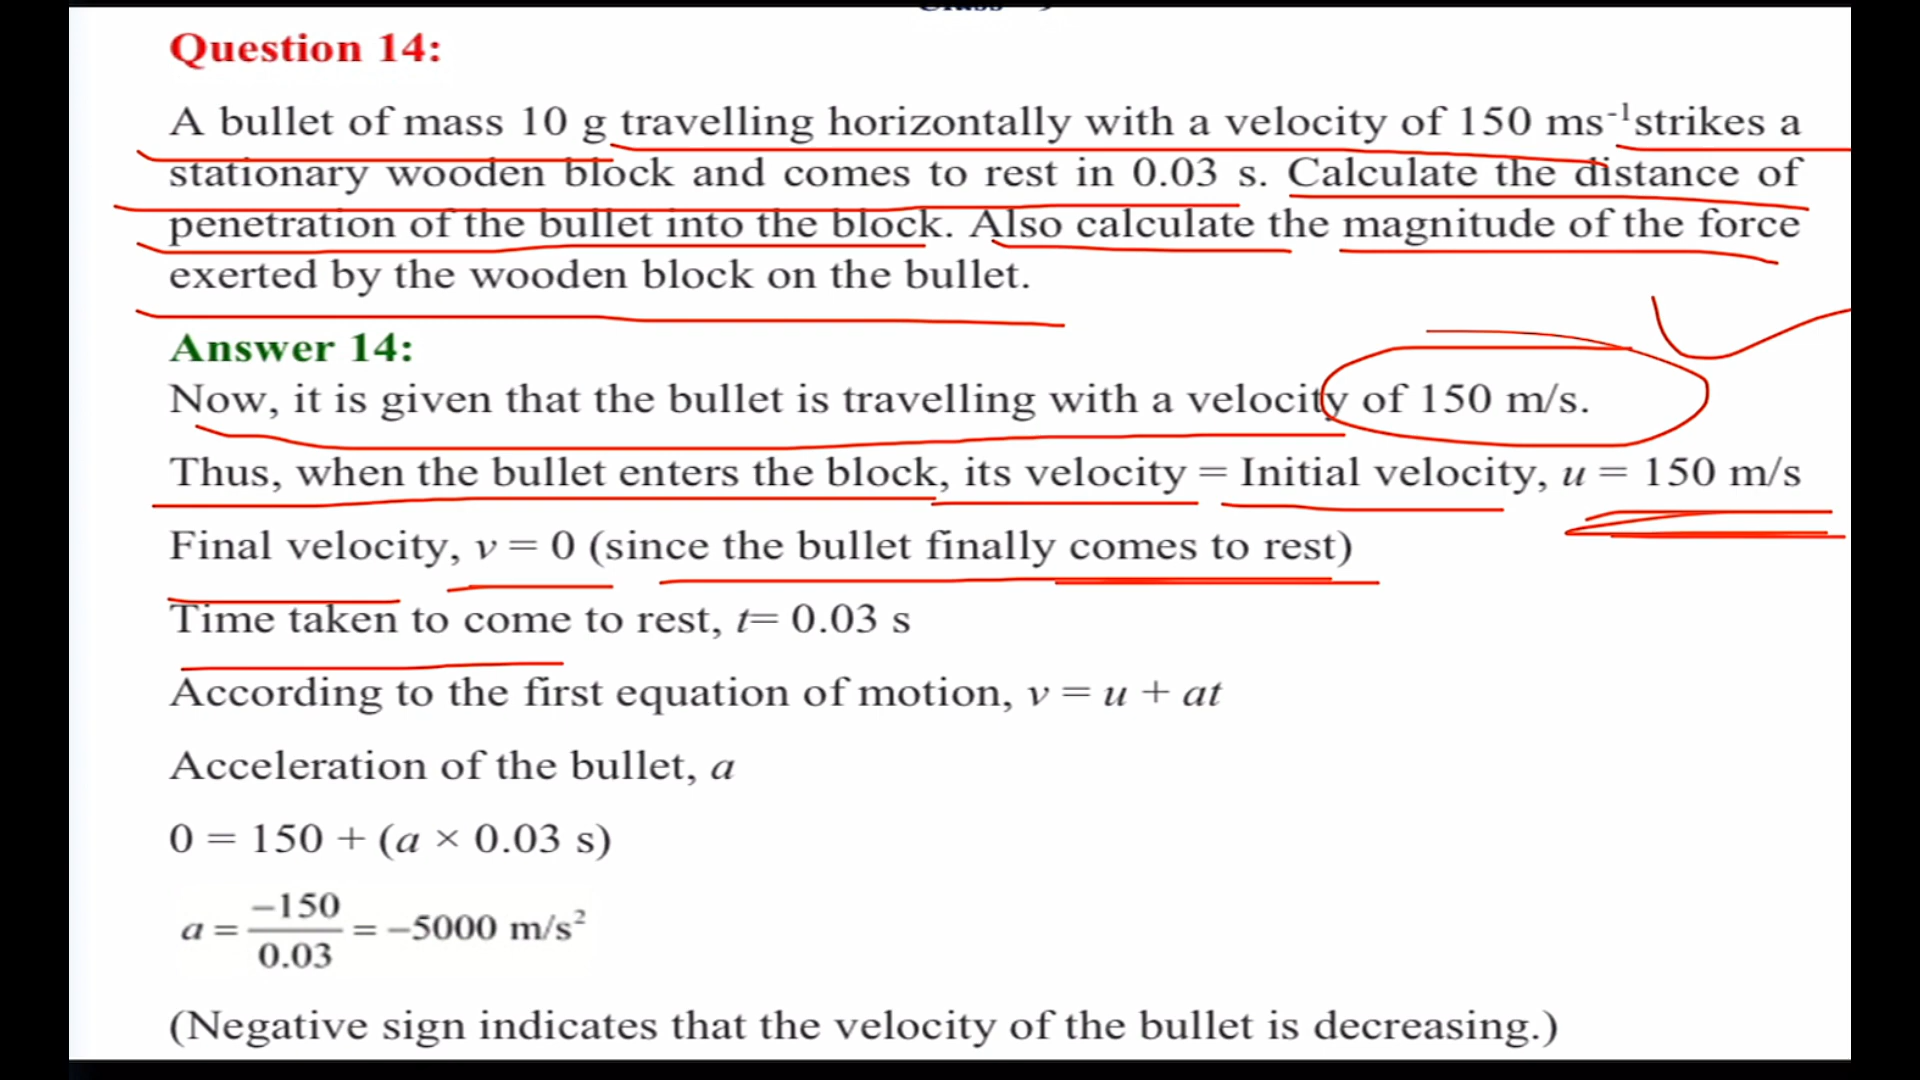 Question 14:
A bullet of mass 10 g travelling horizontally with a velocity of 150 ms⁻¹strikes a
stationary wooden block and comes to rest in 0.03 s. Calculate the distance of
penetration of the bullet into the block. Also calculate the magnitude of the force
exerted by the wooden block on the bullet.
Answer 14:
Now, it is given that the bullet is travelling with a velocity of 150 m/s.
Thus, when the bullet enters the block, its velocity = Initial velocity, u = 150 m/s
Final velocity, v = 0 (since the bullet finally comes to rest)
Time taken to come to rest, t= 0.03 s
According to the first equation of motion, v = u + at
Acceleration of the bullet, a
0 = 150 + (a × 0.03 s)
a = −150/0.03 = −5000 m/s²
(Negative sign indicates that the velocity of the bullet is decreasing.)